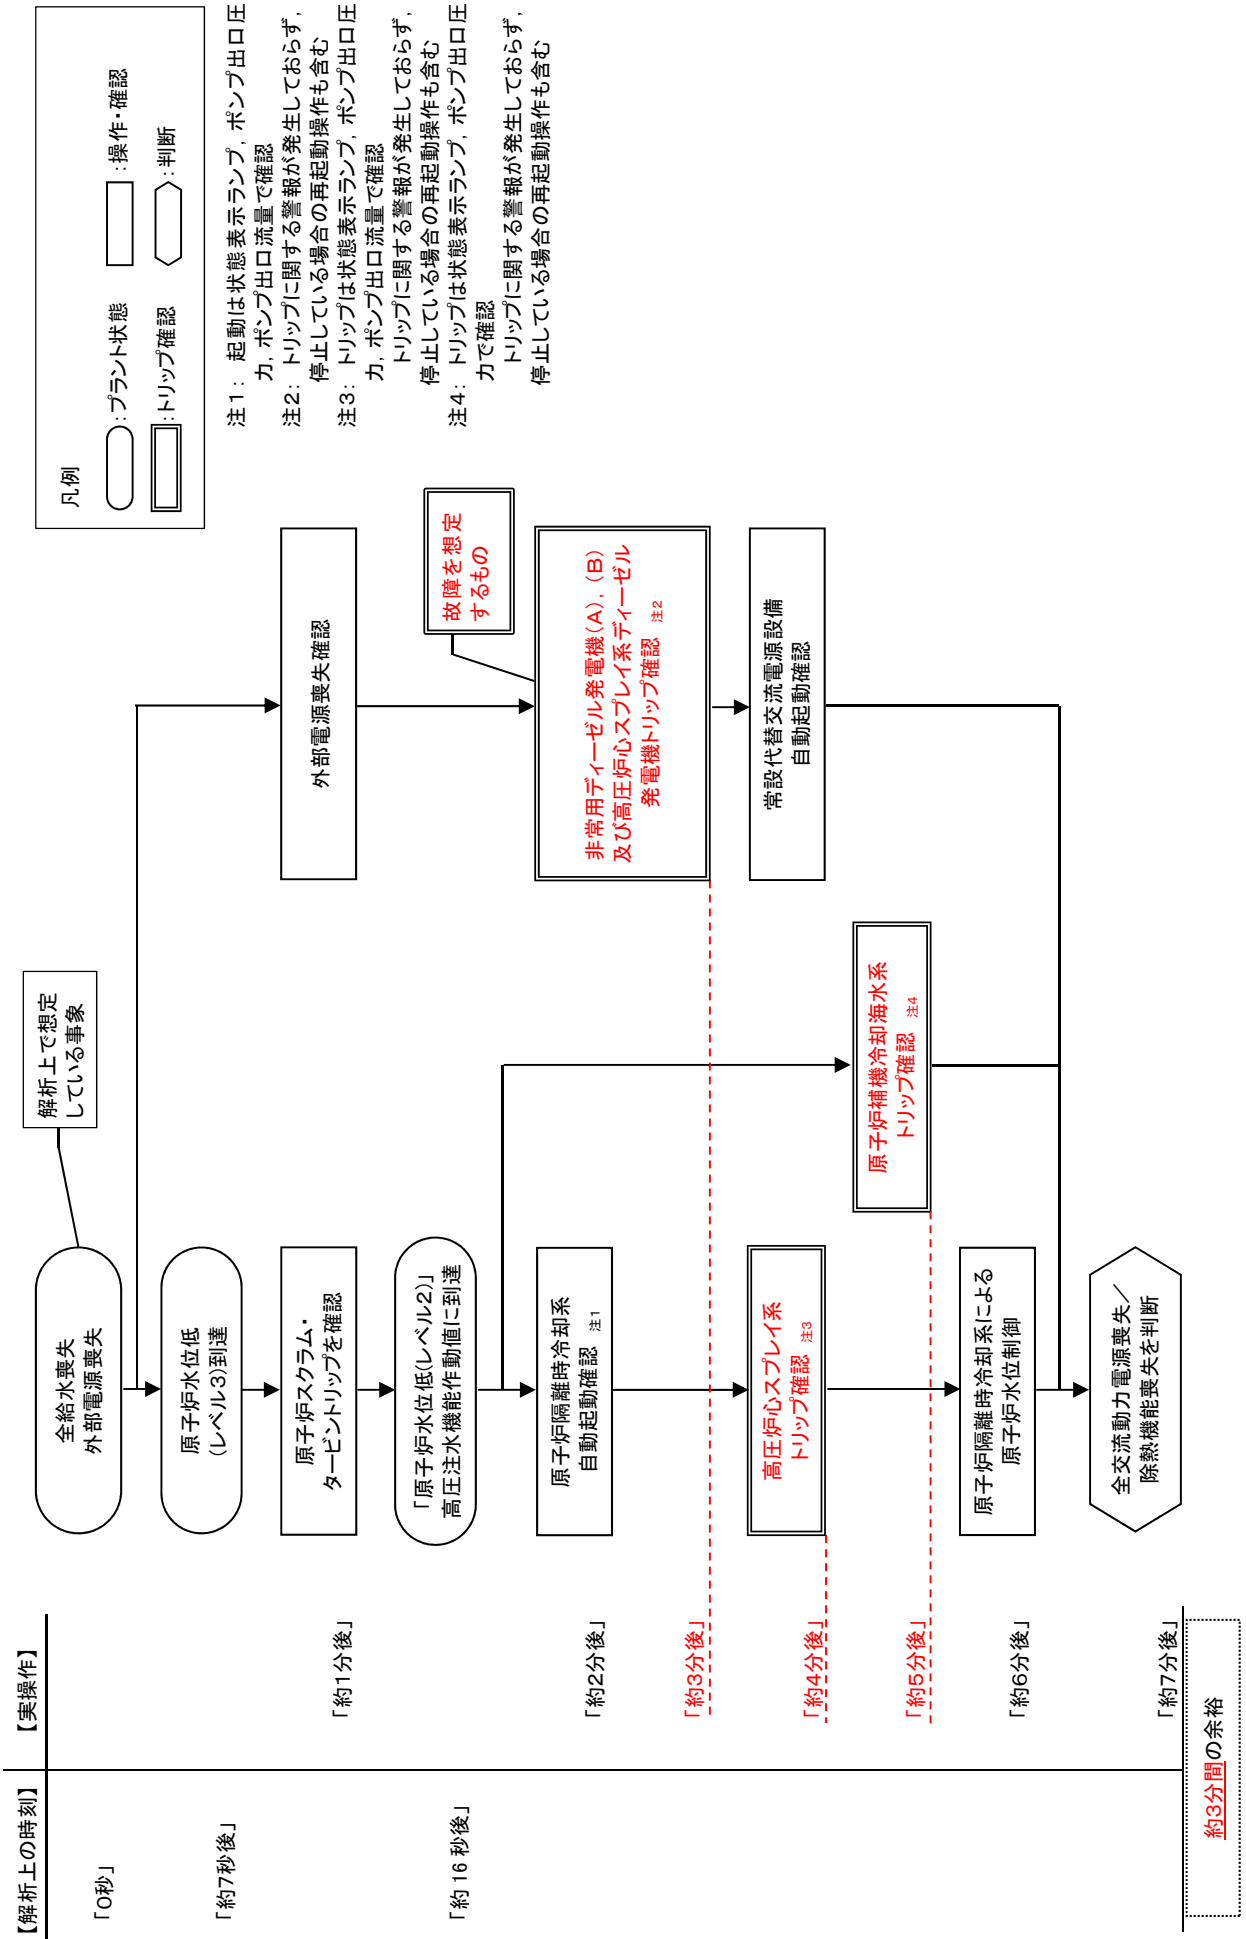 【解析上の時刻】
【実操作】
「0秒」
「約7秒後」
「約 16 秒後」
「約1分後」
「約2分後」
「約3分後」
「約4分後」
「約5分後」
「約6分後」
「約7分後」
約3分間の余裕
全給水喪失
外部電源喪失
解析上で想定
している事象
原子炉水位低
(レベル3)到達
原子炉スクラム・
タービントリップを確認
「原子炉水位低(レベル2)」
高圧注水機能作動値に到達
原子炉隔離時冷却系
自動起動確認 注1
高圧炉心スプレイ系
トリップ確認 注3
原子炉隔離時冷却系による
原子炉水位制御
全交流動力電源喪失/
除熱機能喪失を判断
原子炉補機冷却海水系
トリップ確認 注4
外部電源喪失確認
故障を想定
するもの
非常用ディーゼル発電機(A),(B)
及び高圧炉心スプレイ系ディーゼル
発電機トリップ確認 注2
常設代替交流電源設備
自動起動確認
凡例
:プラント状態
:操作・確認
:トリップ確認
:判断
注1: 起動は状態表示ランプ,ポンプ出口圧
力,ポンプ出口流量で確認
注2:トリップに関する警報が発生しておらず,
停止している場合の再起動操作も含む
注3:トリップは状態表示ランプ,ポンプ出口圧
力,ポンプ出口流量で確認
トリップに関する警報が発生しておらず,
停止している場合の再起動操作も含む
注4:トリップは状態表示ランプ,ポンプ出口圧
力で確認
トリップに関する警報が発生しておらず,
停止している場合の再起動操作も含む